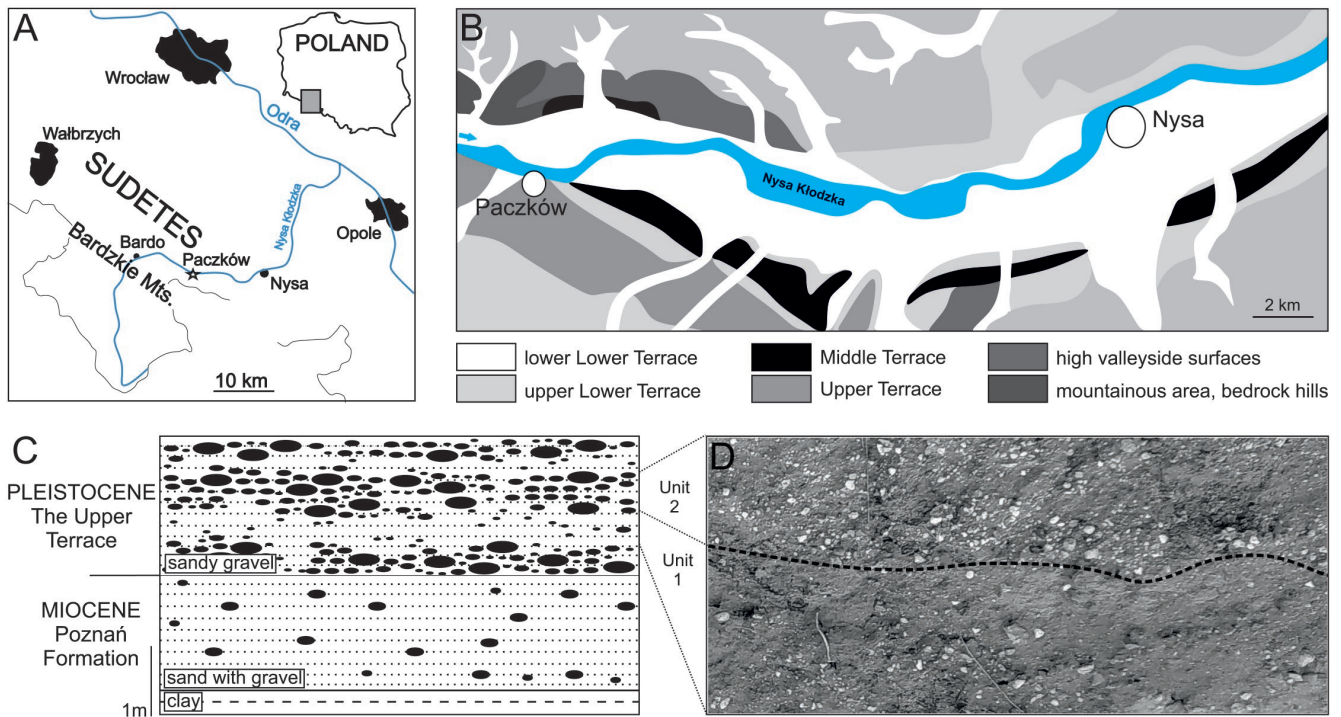 A
POLAND
Wrocław
Odra
Wałbrzych
SUDETES
Nysa Kłodzka
Opole
Bardo
Paczków
Bardzkie Mts.
Nysa
10 km
B
Nysa
Nysa Kłodzka
Paczków
2 km
lower Lower Terrace
Middle Terrace
high valleyside surfaces
upper Lower Terrace
Upper Terrace
mountainous area, bedrock hills
C
PLEISTOCENE
The Upper
Terrace
sandy gravel
MIOCENE
Poznań
Formation
sand with gravel
clay
1m
Unit
2
Unit
1
D